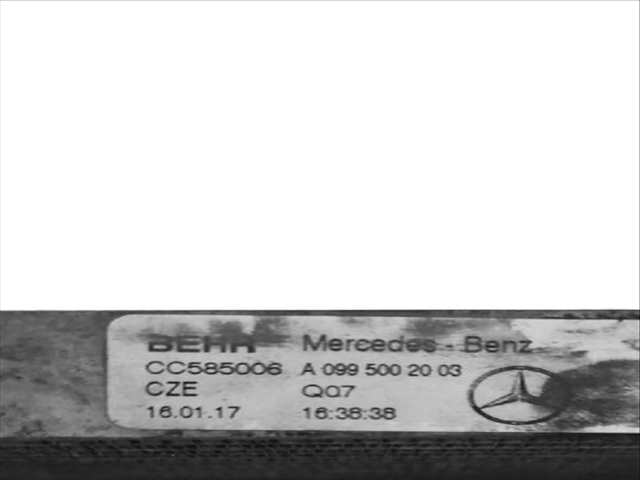 BEHR Mercedes-Benz
CC585006 A 099 500 20 03
CZE Q07
16.01.17 16:38:38